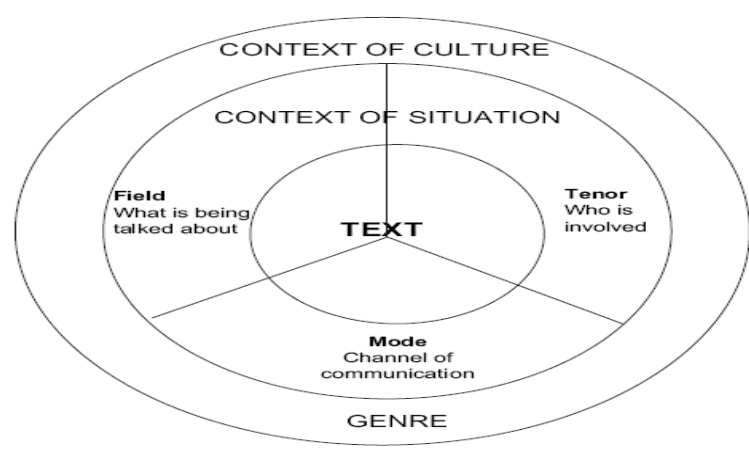 CONTEXT OF CULTURE
CONTEXT OF SITUATION
Field
What is being
talked about
Tenor
Who is
involved
TEXT
Mode
Channel of
communication
GENRE